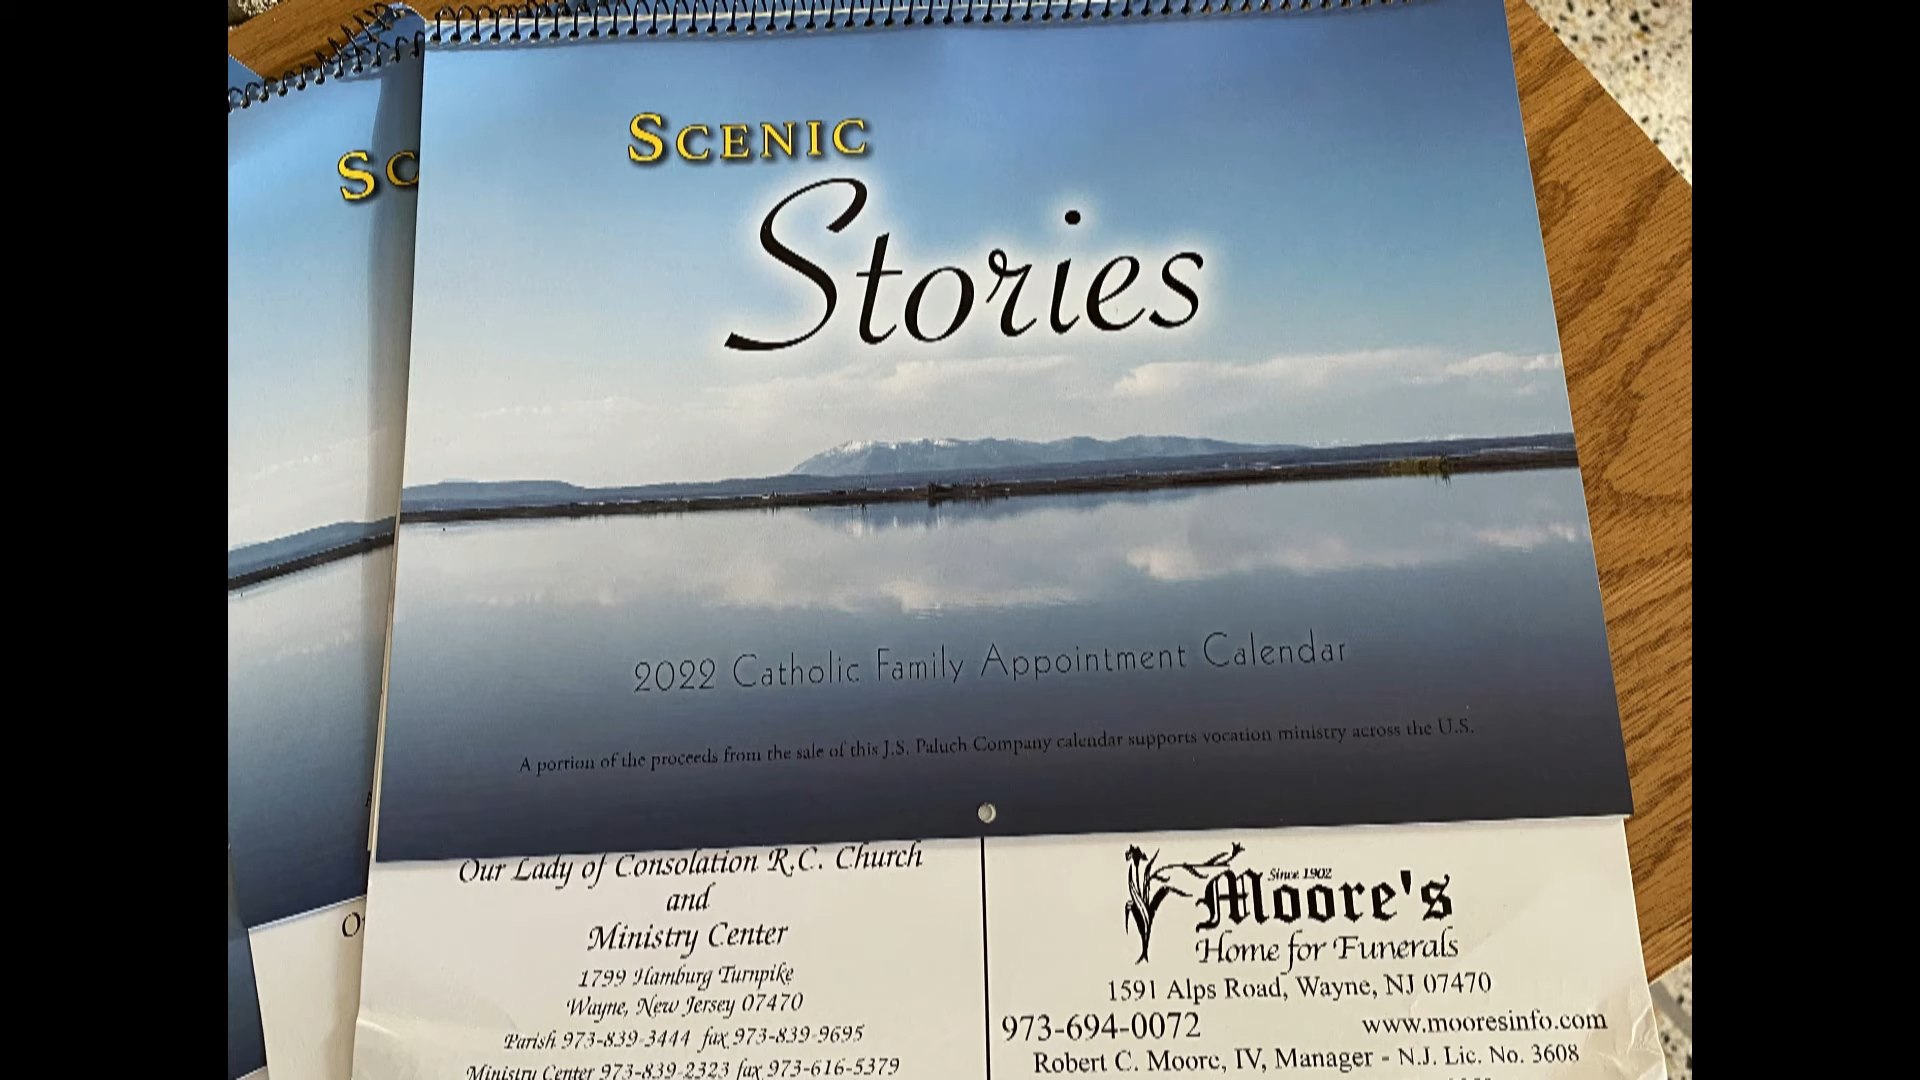 SCENIC
Stories
2022 Catholic Family Appointment Calendar
A portion of the proceeds from the sale of this J.S. Paluch Company calendar supports vocation ministry across the U.S.
Our Lady of Consolation R.C. Church
and
Ministry Center
1799 Hamburg Turnpike
Wayne, New Jersey 07470
Parish 973-839-3444 fax 973-839-9695
Ministry Center 973-839-2323 fax 973-616-5379
Since 1902
Moore's
Home for Funerals
1591 Alps Road, Wayne, NJ 07470
973-694-0072 www.mooresinfo.com
Robert C. Moore, IV, Manager - N.J. Lic. No. 3608
SC
O